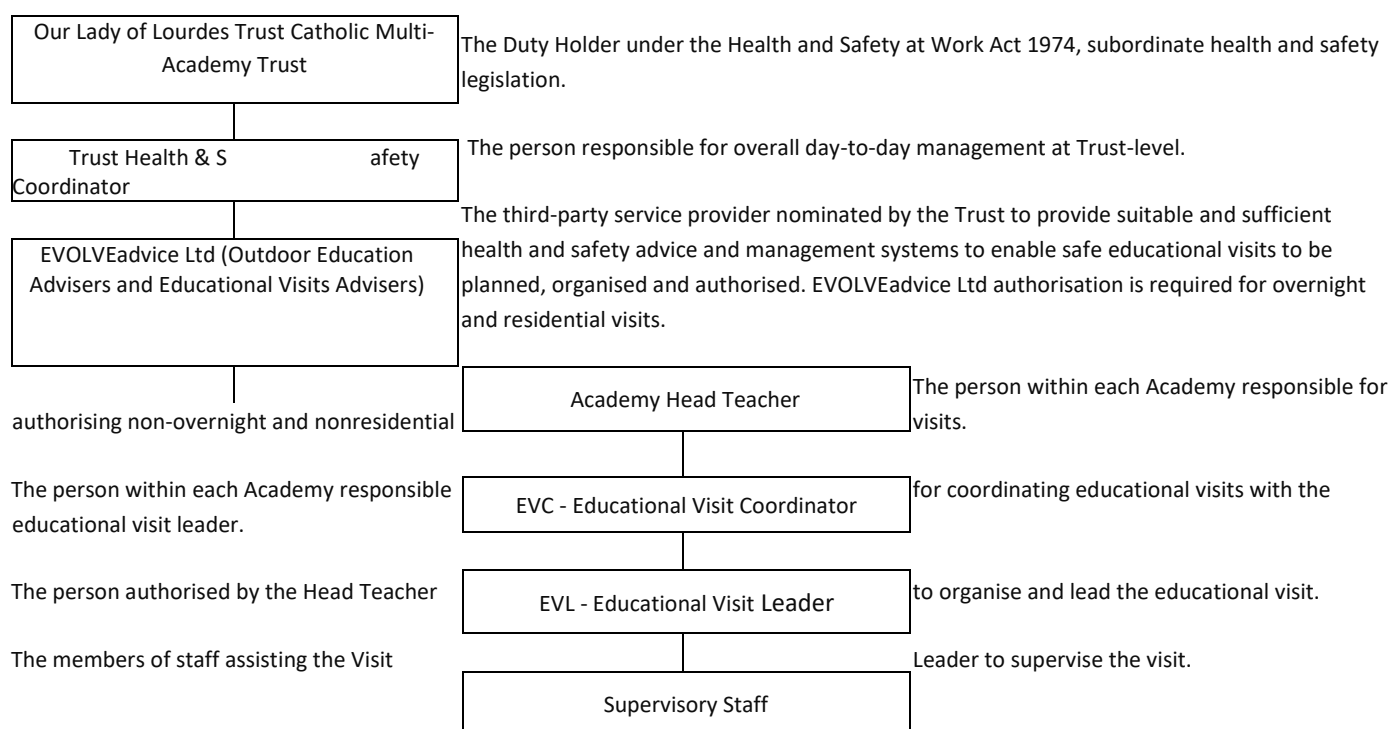 Our Lady of Lourdes Trust Catholic Multi-
Academy Trust
The Duty Holder under the Health and Safety at Work Act 1974, subordinate health and safety
legislation.
Trust Health & S afety
Coordinator
The person responsible for overall day-to-day management at Trust-level.
EVOLVEadvice Ltd (Outdoor Education
Advisers and Educational Visits Advisers)
The third-party service provider nominated by the Trust to provide suitable and sufficient
health and safety advice and management systems to enable safe educational visits to be
planned, organised and authorised. EVOLVEadvice Ltd authorisation is required for overnight
and residential visits.
Academy Head Teacher
The person within each Academy responsible for
authorising non-overnight and nonresidential
visits.
The person within each Academy responsible
EVC - Educational Visit Coordinator
for coordinating educational visits with the
educational visit leader.
The person authorised by the Head Teacher
EVL - Educational Visit Leader
to organise and lead the educational visit.
The members of staff assisting the Visit
Leader to supervise the visit.
Supervisory Staff